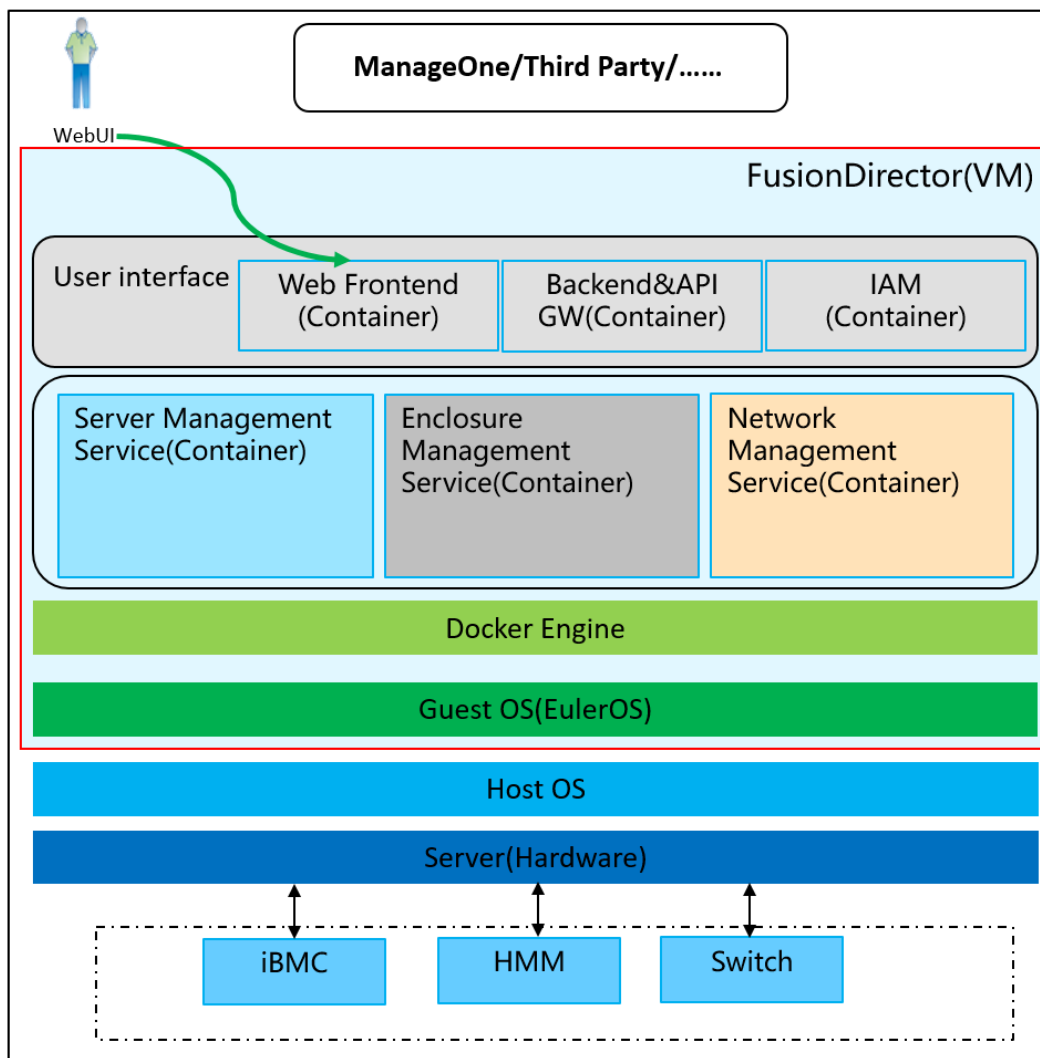 ManageOne/Third Party/......
WebUI
FusionDirector(VM)
User interface
Web Frontend
(Container)
Backend&API
GW(Container)
IAM
(Container)
Server Management
Service(Container)
Enclosure
Management
Service(Container)
Network
Management
Service(Container)
Docker Engine
Guest OS(EulerOS)
Host OS
Server(Hardware)
iBMC
HMM
Switch